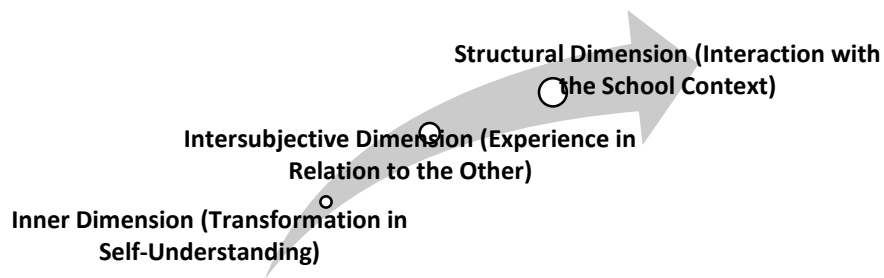 Structural Dimension (Interaction with
the School Context)
Intersubjective Dimension (Experience in
Relation to the Other)
Inner Dimension (Transformation in
Self-Understanding)